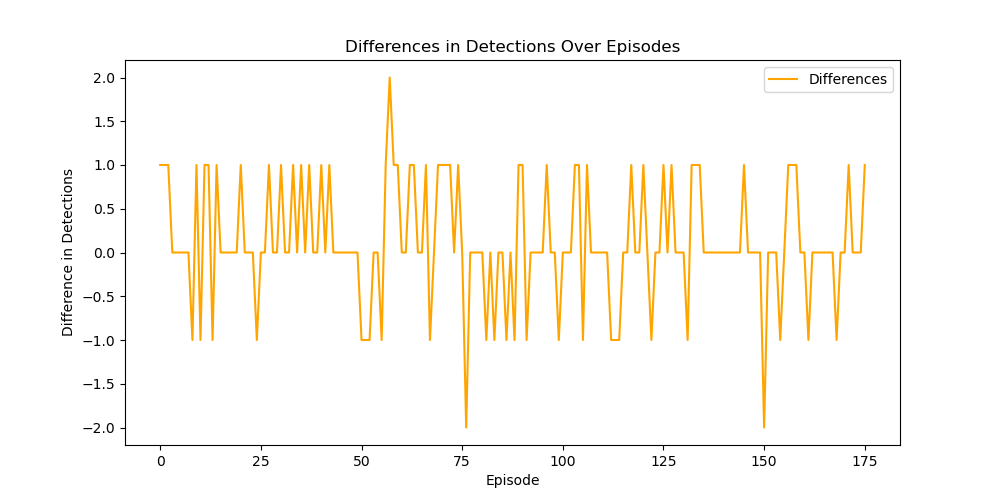 Differences in Detections Over Episodes
Differences
Difference in Detections
2.0
1.5
1.0
0.5
0.0
−0.5
−1.0
−1.5
−2.0
0 25 50 75 100 125 150 175
Episode